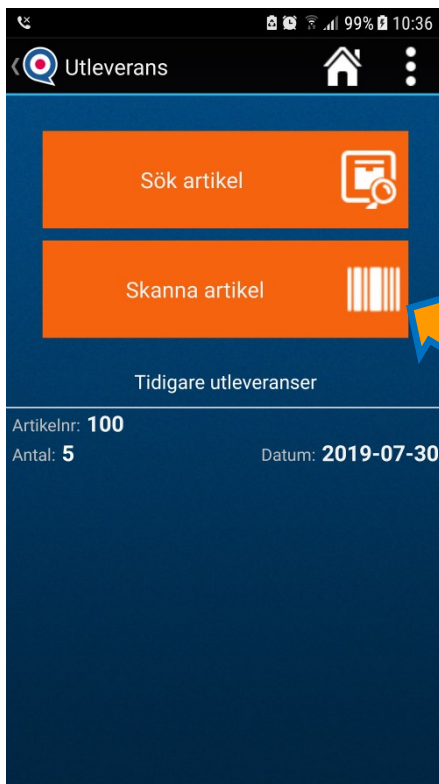 99% 10:36
Utleverans
Sök artikel
Skanna artikel
Tidigare utleveranser
Artikelnr: 100
Antal: 5 Datum: 2019-07-30